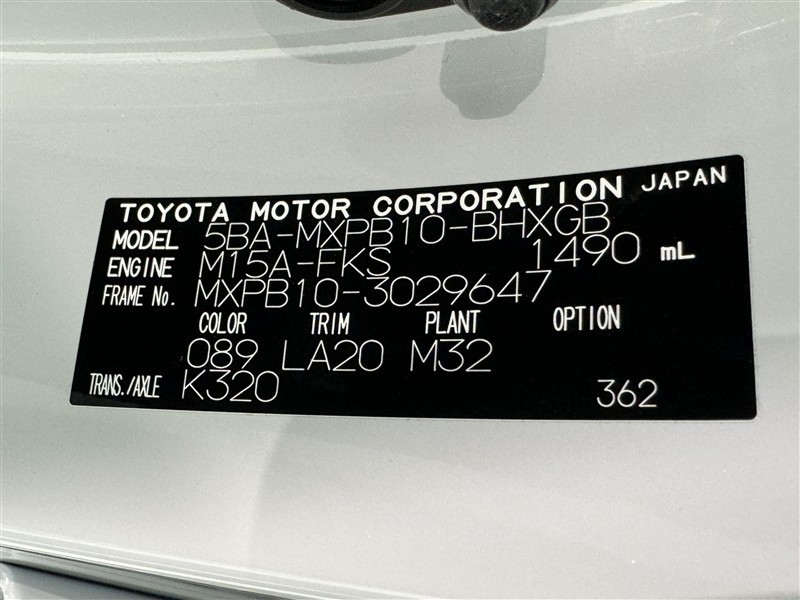 TOYOTA MOTOR CORPORATION JAPAN
MODEL 5BA-MXPB10-BHXGB
ENGINE M15A-FKS 1490 mL
FRAME No. MXPB10-3029647
COLOR TRIM PLANT OPTION
089 LA20 M32
TRANS./AXLE K320 362